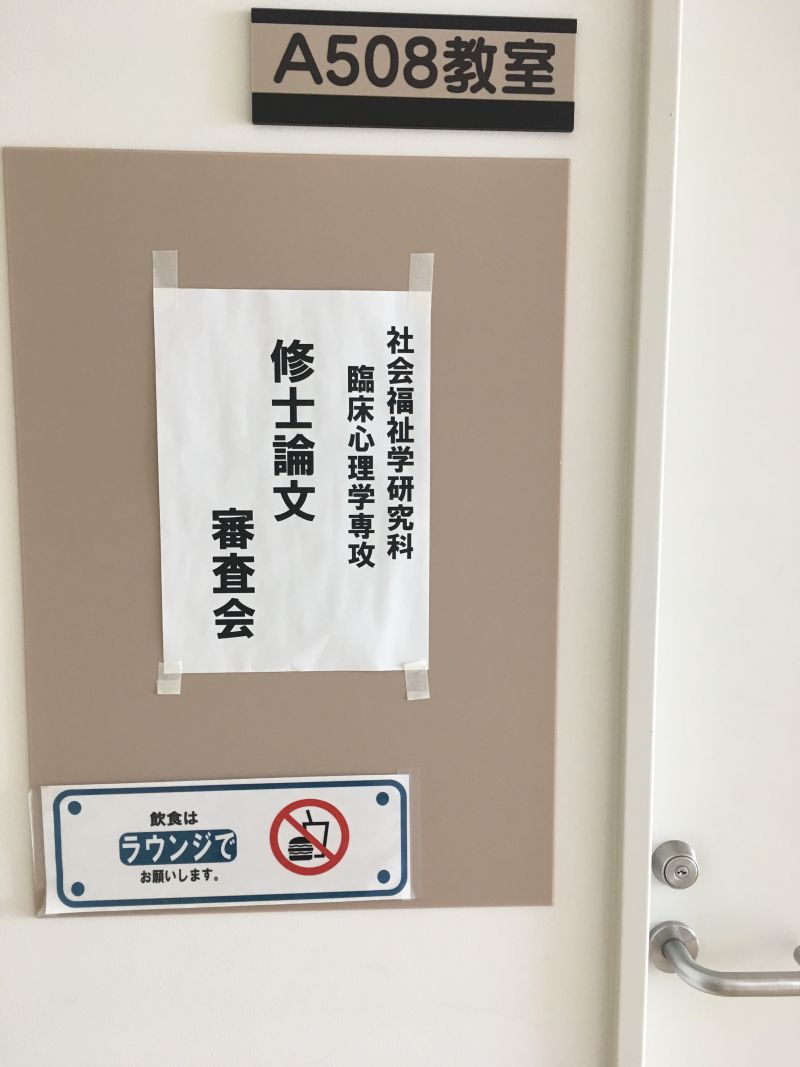 A508教室
社会福祉学研究科
臨床心理学専攻
修士論文
審査会
飲食は
ラウンジで
お願いします。